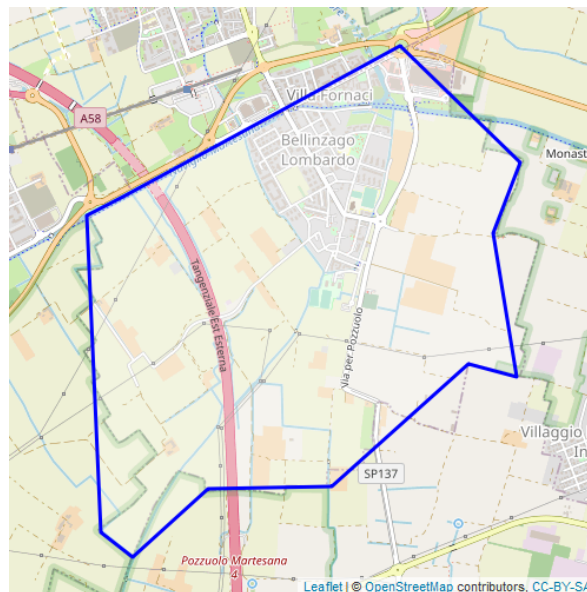 A58
Villa Fornaci
Bellinzago
Lombardo
Monast
Tangenziale Est Esterna
Via per Pozzuolo
Villaggio
In
SP137
Pozzuolo Martesana
4
Leaflet | © OpenStreetMap contributors, CC-BY-SA